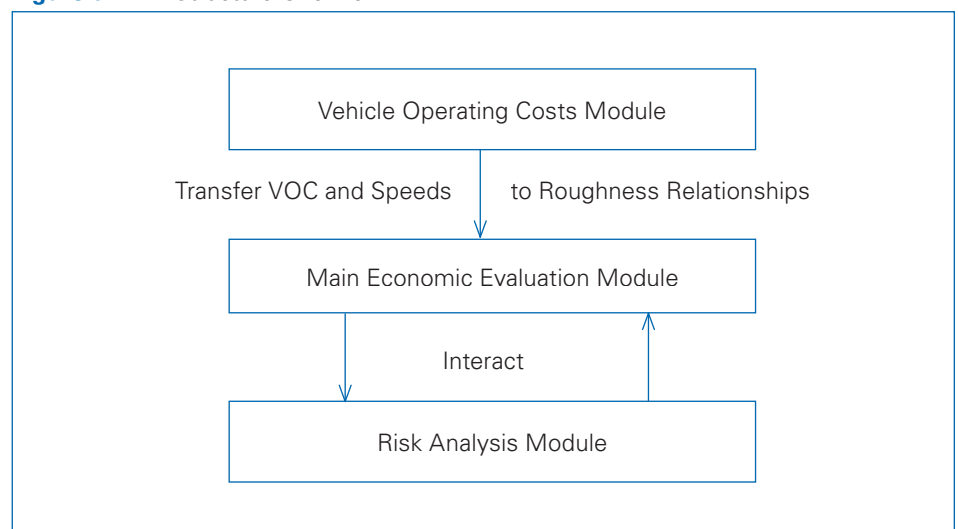 Vehicle Operating Costs Module
Transfer VOC and Speeds to Roughness Relationships
Main Economic Evaluation Module
Interact
Risk Analysis Module